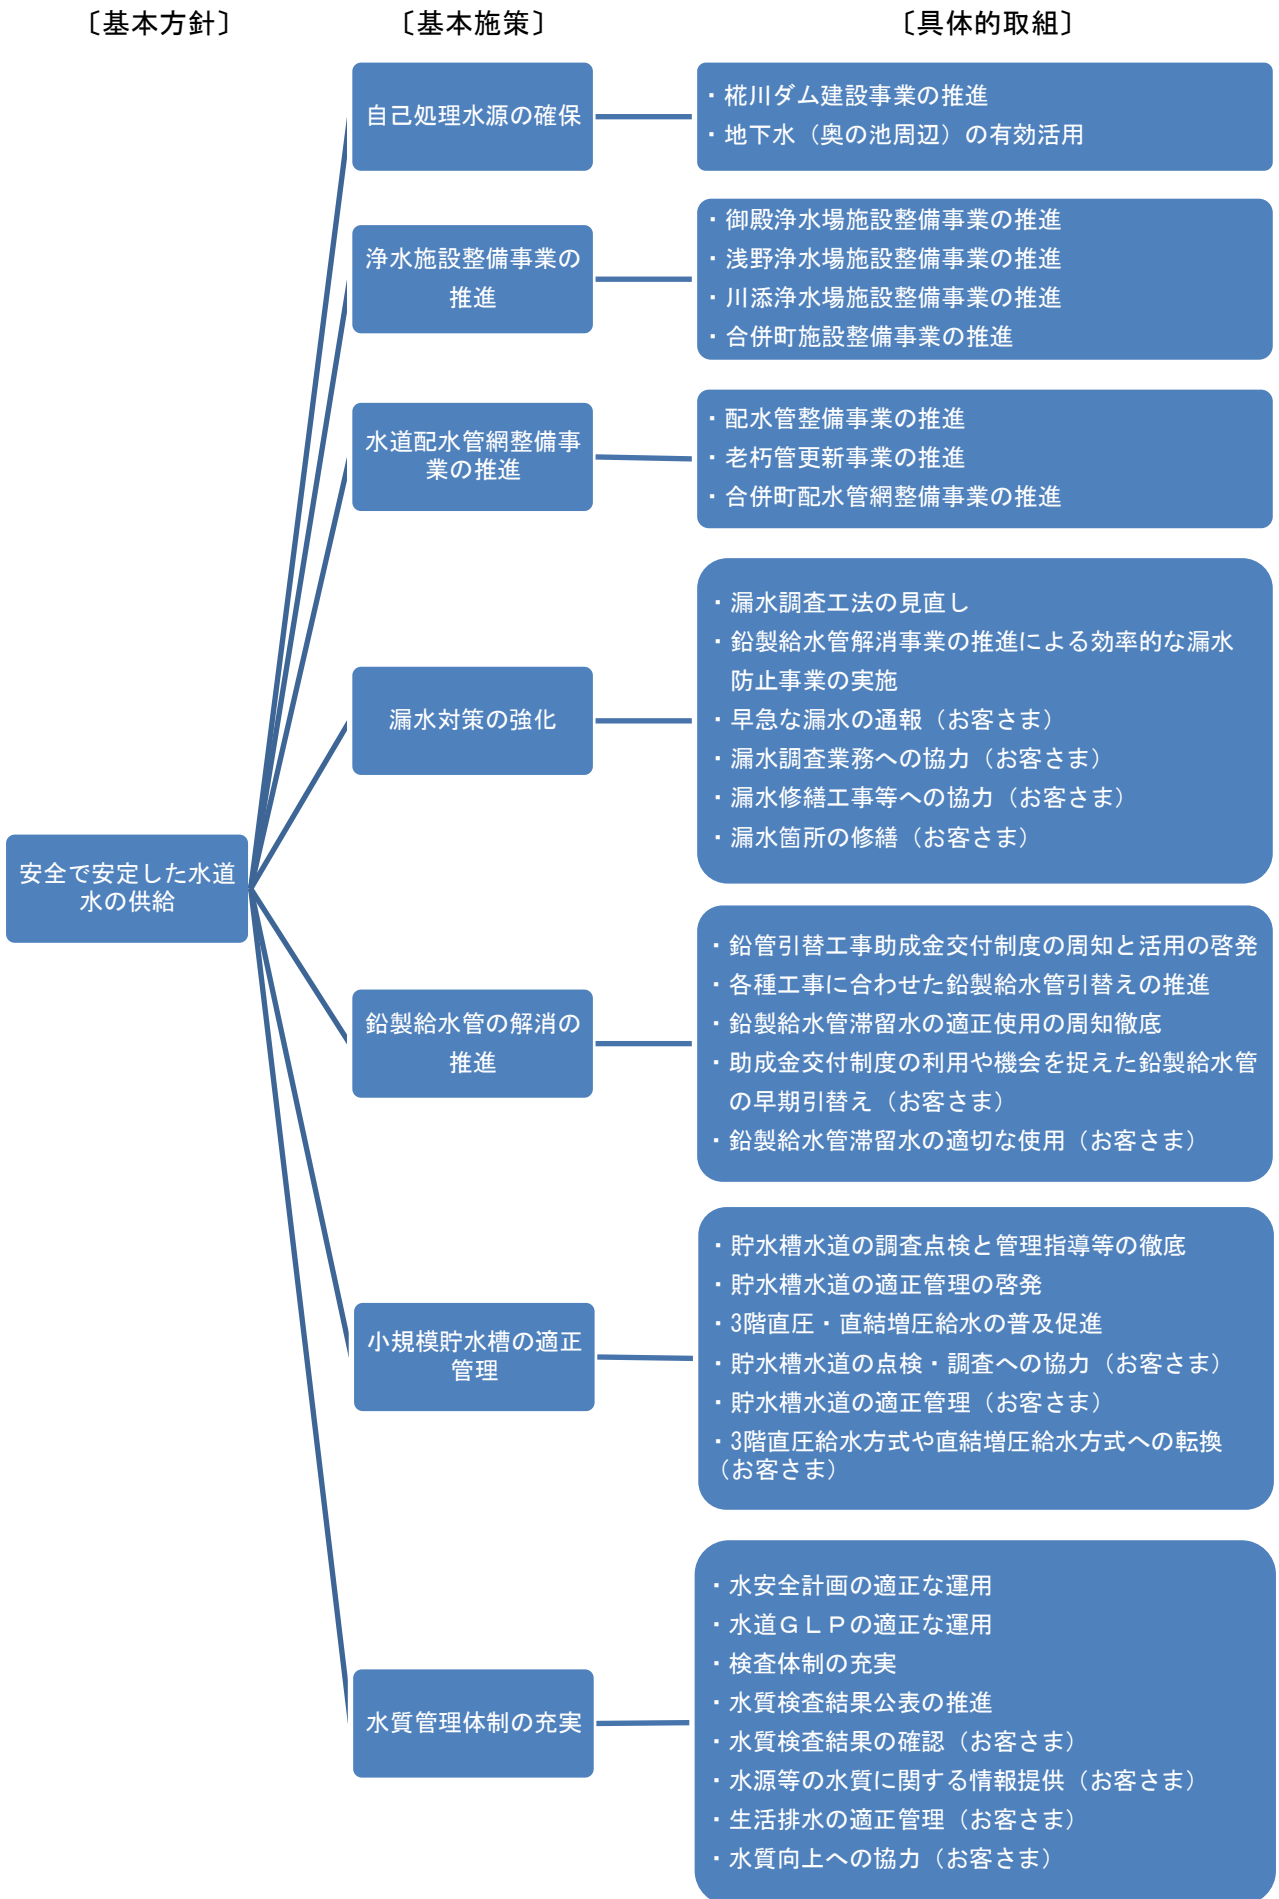 〔基本方針〕
〔基本施策〕
〔具体的取組〕
安全で安定した水道
水の供給
自己処理水源の確保
・椛川ダム建設事業の推進
・地下水（奥の池周辺）の有効活用
浄水施設整備事業の
推進
・御殿浄水場施設整備事業の推進
・浅野浄水場施設整備事業の推進
・川添浄水場施設整備事業の推進
・合併町施設整備事業の推進
水道配水管網整備事
業の推進
・配水管整備事業の推進
・老朽管更新事業の推進
・合併町配水管網整備事業の推進
漏水対策の強化
・漏水調査工法の見直し
・鉛製給水管解消事業の推進による効率的な漏水
防止事業の実施
・早急な漏水の通報（お客さま）
・漏水調査業務への協力（お客さま）
・漏水修繕工事等への協力（お客さま）
・漏水箇所の修繕（お客さま）
鉛製給水管の解消の
推進
・鉛管引替工事助成金交付制度の周知と活用の啓発
・各種工事に合わせた鉛製給水管引替えの推進
・鉛製給水管滞留水の適正使用の周知徹底
・助成金交付制度の利用や機会を捉えた鉛製給水管
の早期引替え（お客さま）
・鉛製給水管滞留水の適切な使用（お客さま）
小規模貯水槽の適正
管理
・貯水槽水道の調査点検と管理指導等の徹底
・貯水槽水道の適正管理の啓発
・3階直圧・直結増圧給水の普及促進
・貯水槽水道の点検・調査への協力（お客さま）
・貯水槽水道の適正管理（お客さま）
・3階直圧給水方式や直結増圧給水方式への転換
（お客さま）
水質管理体制の充実
・水安全計画の適正な運用
・水道ＧＬＰの適正な運用
・検査体制の充実
・水質検査結果公表の推進
・水質検査結果の確認（お客さま）
・水源等の水質に関する情報提供（お客さま）
・生活排水の適正管理（お客さま）
・水質向上への協力（お客さま）